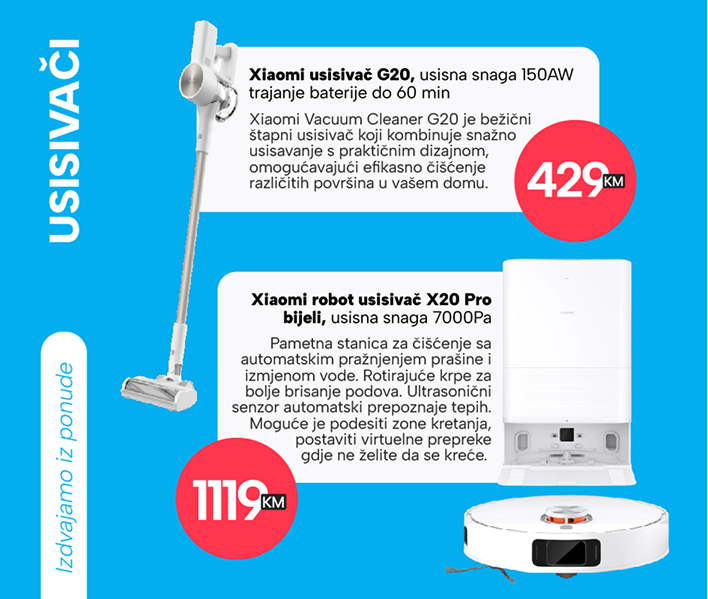 USISIVAČI
Izdvajamo iz ponude
Xiaomi usisivač G20, usisna snaga 150AW
trajanje baterije do 60 min
Xiaomi Vacuum Cleaner G20 je bežični
štapni usisivač koji kombinuje snažno
usisavanje s praktičnim dizajnom,
omogućavajući efikasno čišćenje
različitih površina u vašem domu.
429 KM
Xiaomi robot usisivač X20 Pro
bijeli, usisna snaga 7000Pa
Pametna stanica za čišćenje sa
automatskim pražnjenjem prašine i
izmjenom vode. Rotirajuće krpe za
bolje brisanje podova. Ultrasonični
senzor automatski prepoznaje tepih.
Moguće je podesiti zone kretanja,
postaviti virtuelne prepreke
gdje ne želite da se kreće.
1119 KM